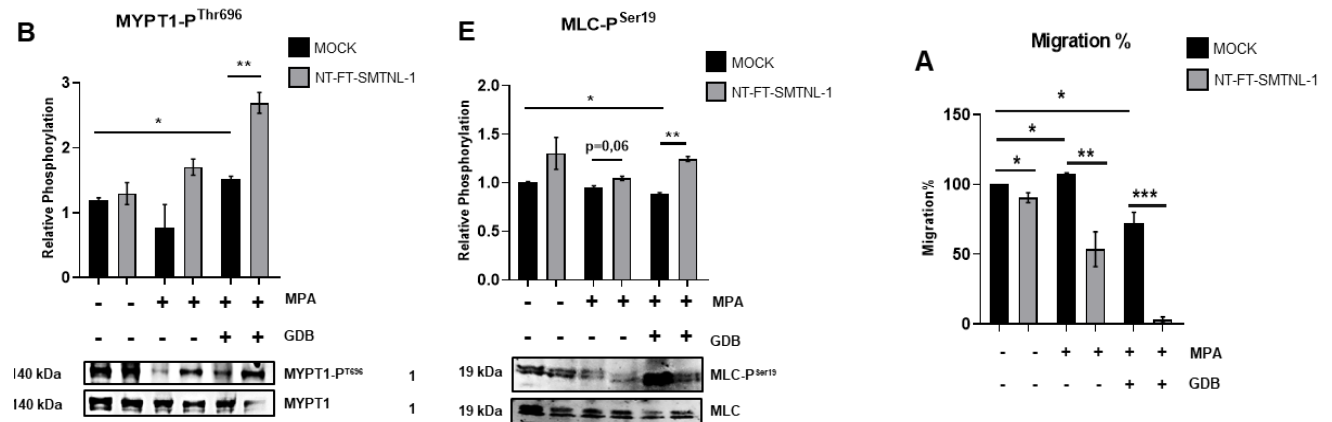 B
MYPT1-P^Thr696
MOCK
NT-FT-SMTNL-1
Relative Phosphorylation
3
2
1
0
*
**
- - + + + + MPA
- - + + GDB
140 kDa MYPT1-P^T696 1
140 kDa MYPT1 1
E
MLC-P^Ser19
MOCK
NT-FT-SMTNL-1
Relative Phosphorylation
2.0
1.5
1.0
0.5
0.0
*
p=0,06
**
- - + + + + MPA
- - + + GDB
19 kDa MLC-P^Ser19
19 kDa MLC
A
Migration %
MOCK
NT-FT-SMTNL-1
Migration%
150
100
50
0
*
*
*
**
***
- - + + + + MPA
- - + + GDB